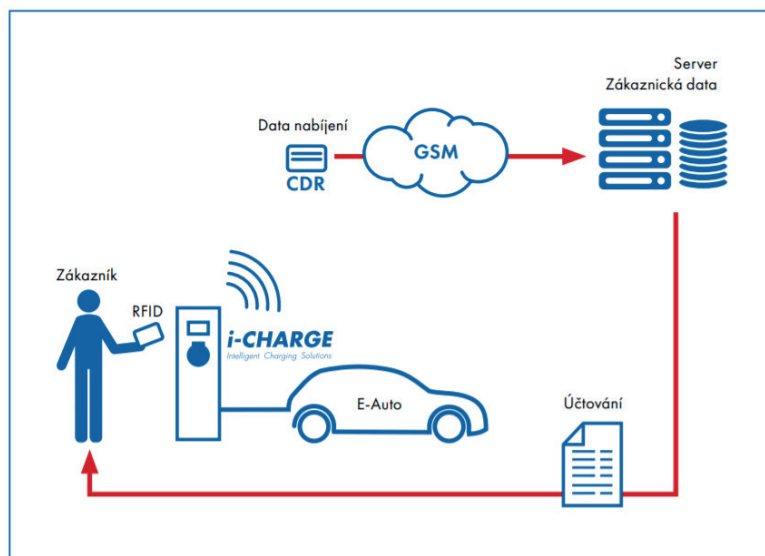 Server
Zákaznická data
Data nabíjení
GSM
CDR
Zákazník
RFID
i-CHARGE
Intelligent Charging Solutions
E-Auto
Účtování